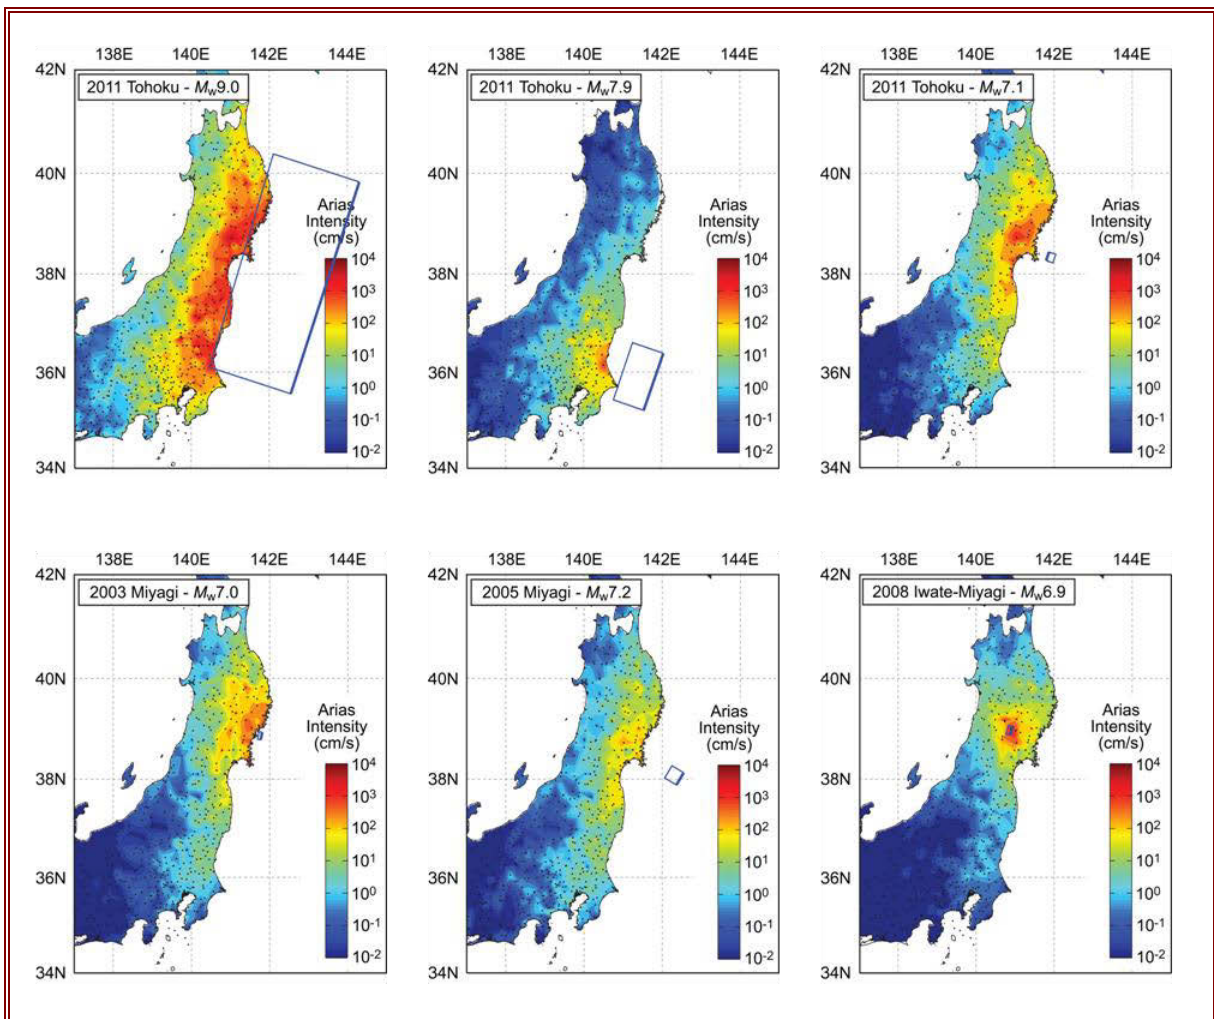 138E 140E 142E 144E
42N
2011 Tohoku - Mw9.0
40N
38N
36N
34N
Arias
Intensity
(cm/s)
10⁴
10³
10²
10¹
10⁰
10⁻¹
10⁻²
138E 140E 142E 144E
42N
2011 Tohoku - Mw7.9
40N
38N
36N
34N
Arias
Intensity
(cm/s)
10⁴
10³
10²
10¹
10⁰
10⁻¹
10⁻²
138E 140E 142E 144E
42N
2011 Tohoku - Mw7.1
40N
38N
36N
34N
Arias
Intensity
(cm/s)
10⁴
10³
10²
10¹
10⁰
10⁻¹
10⁻²
138E 140E 142E 144E
42N
2003 Miyagi - Mw7.0
40N
38N
36N
34N
Arias
Intensity
(cm/s)
10⁴
10³
10²
10¹
10⁰
10⁻¹
10⁻²
138E 140E 142E 144E
42N
2005 Miyagi - Mw7.2
40N
38N
36N
34N
Arias
Intensity
(cm/s)
10⁴
10³
10²
10¹
10⁰
10⁻¹
10⁻²
138E 140E 142E 144E
42N
2008 Iwate-Miyagi - Mw6.9
40N
38N
36N
34N
Arias
Intensity
(cm/s)
10⁴
10³
10²
10¹
10⁰
10⁻¹
10⁻²